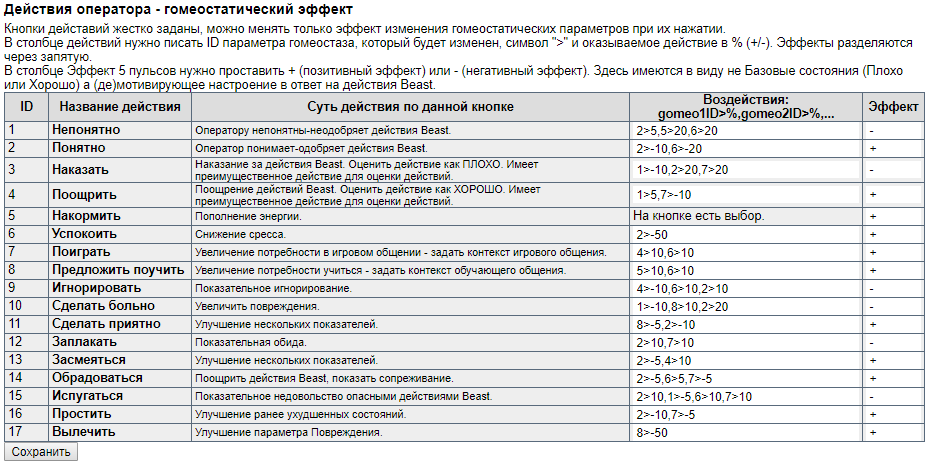 Действия оператора - гомеостатический эффект
Кнопки действий жестко заданы, можно менять только эффект изменения гомеостатических параметров при их нажатии.
В столбце действий нужно писать ID параметра гомеостаза, который будет изменен, символ ">" и оказываемое действие в % (+/-). Эффекты разделяются
через запятую.
В столбце Эффект 5 пульсов нужно проставить + (позитивный эффект) или - (негативный эффект). Здесь имеются в виду не Базовые состояния (Плохо
или Хорошо) а (де)мотивирующее настроение в ответ на действия Beast.
ID Название действия Суть действия по данной кнопке Воздействия: Эффект
gomeo1ID>%,gomeo2ID>%,...
1 Непонятно Оператору непонятны-неодобряет действия Beast. 2>5,5>20,6>20 -
2 Понятно Оператор понимает-одобряет действия Beast. 2>-10,6>-20 +
3 Наказать Наказание за действия Beast. Оценить действие как ПЛОХО. Имеет 1>-10,2>20,7>20 -
преимущественное действие для оценки действий.
4 Поощрить Поощрение действий Beast. Оценить действие как ХОРОШО. Имеет 1>5,7>-10 +
преимущественное действие для оценки действий.
5 Накормить Пополнение энергии. На кнопке есть выбор. +
6 Успокоить Снижение сресса. 2>-50 +
7 Поиграть Увеличение потребности в игровом общении - задать контекст игрового общения. 4>10,6>10 +
8 Предложить поучить Увеличение потребности учиться - задать контекст обучающего общения. 5>10,6>10 +
9 Игнорировать Показательное игнорирование. 4>-10,6>10,2>10 -
10 Сделать больно Увеличить повреждения. 1>-10,8>10,2>20 -
11 Сделать приятно Улучшение нескольких показателей. 8>-5,2>-10 +
12 Заплакать Показательная обида. 2>10,7>10 -
13 Засмеяться Улучшение нескольких показателей. 2>-5,4>10 +
14 Обрадоваться Поощрить действия Beast, показать сопреживание. 2>-5,6>5,7>-5 +
15 Испугаться Показательное недовольство опасными действиями Beast. 2>10,1>-5,6>10,7>10 -
16 Простить Улучшение ранее ухудшенных состояний. 2>-10,7>-5 +
17 Вылечить Улучшение параметра Повреждения. 8>-50 +
Сохранить